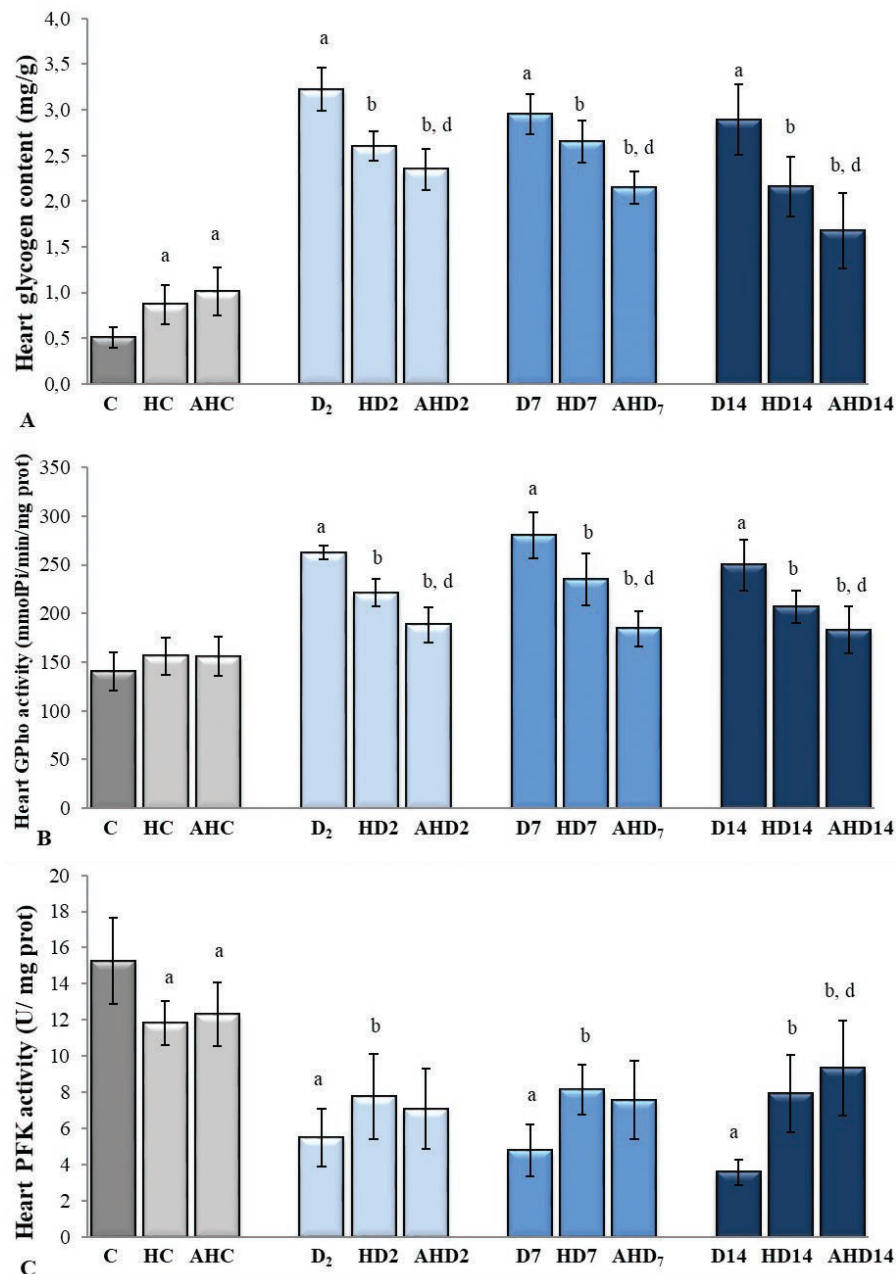 Heart glycogen content (mg/g)
4,0
3,5
3,0
2,5
2,0
1,5
1,0
0,5
0,0
a
a
a
a
b
b, d
a
b
b, d
a
b
b, d
C HC AHC D₂ HD2 AHD2 D7 HD7 AHD₇ D14 HD14 AHD14
A
Heart GPho activity (nmolPi/min/mg prot)
350
300
250
200
150
100
50
0
a
b
b, d
a
b
b, d
a
b
b, d
C HC AHC D₂ HD2 AHD2 D7 HD7 AHD₇ D14 HD14 AHD14
B
Heart PFK activity (U/ mg prot)
20
18
16
14
12
10
8
6
4
2
0
a
a
a
b
a
b
a
b
b, d
C HC AHC D₂ HD2 AHD2 D7 HD7 AHD₇ D14 HD14 AHD14
C